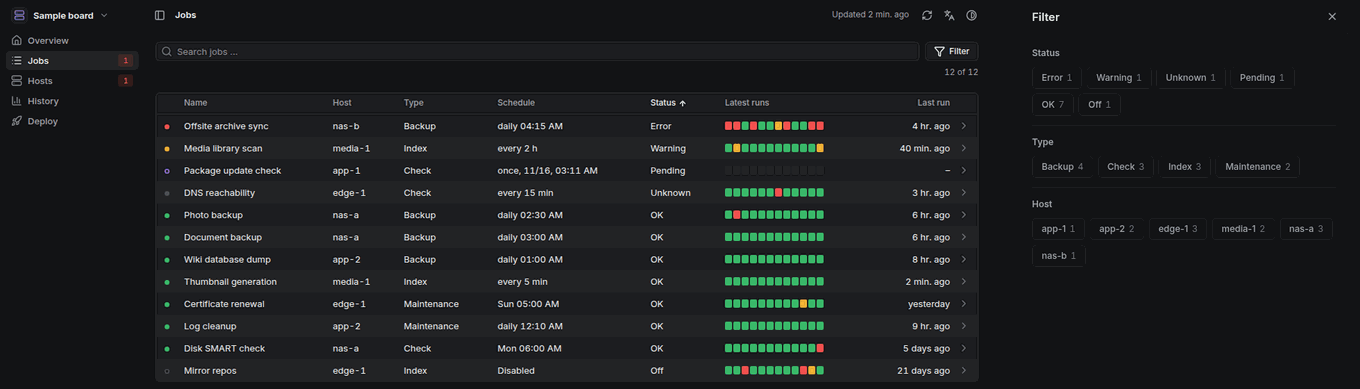 Sample board
Overview
Jobs 1
Hosts 1
History
Deploy
Jobs
Updated 2 min. ago
Search jobs ...
Filter
12 of 12
Name Host Type Schedule Status Latest runs Last run
Offsite archive sync nas-b Backup daily 04:15 AM Error 4 hr. ago
Media library scan media-1 Index every 2 h Warning 40 min. ago
Package update check app-1 Check once, 11/16, 03:11 AM Pending –
DNS reachability edge-1 Check every 15 min Unknown 3 hr. ago
Photo backup nas-a Backup daily 02:30 AM OK 6 hr. ago
Document backup nas-a Backup daily 03:00 AM OK 6 hr. ago
Wiki database dump app-2 Backup daily 01:00 AM OK 8 hr. ago
Thumbnail generation media-1 Index every 5 min OK 2 min. ago
Certificate renewal edge-1 Maintenance Sun 05:00 AM OK yesterday
Log cleanup app-2 Maintenance daily 12:10 AM OK 9 hr. ago
Disk SMART check nas-a Check Mon 06:00 AM OK 5 days ago
Mirror repos edge-1 Index Disabled Off 21 days ago
Filter
Status
Error 1 Warning 1 Unknown 1 Pending 1
OK 7 Off 1
Type
Backup 4 Check 3 Index 3 Maintenance 2
Host
app-1 1 app-2 2 edge-1 3 media-1 2 nas-a 3
nas-b 1